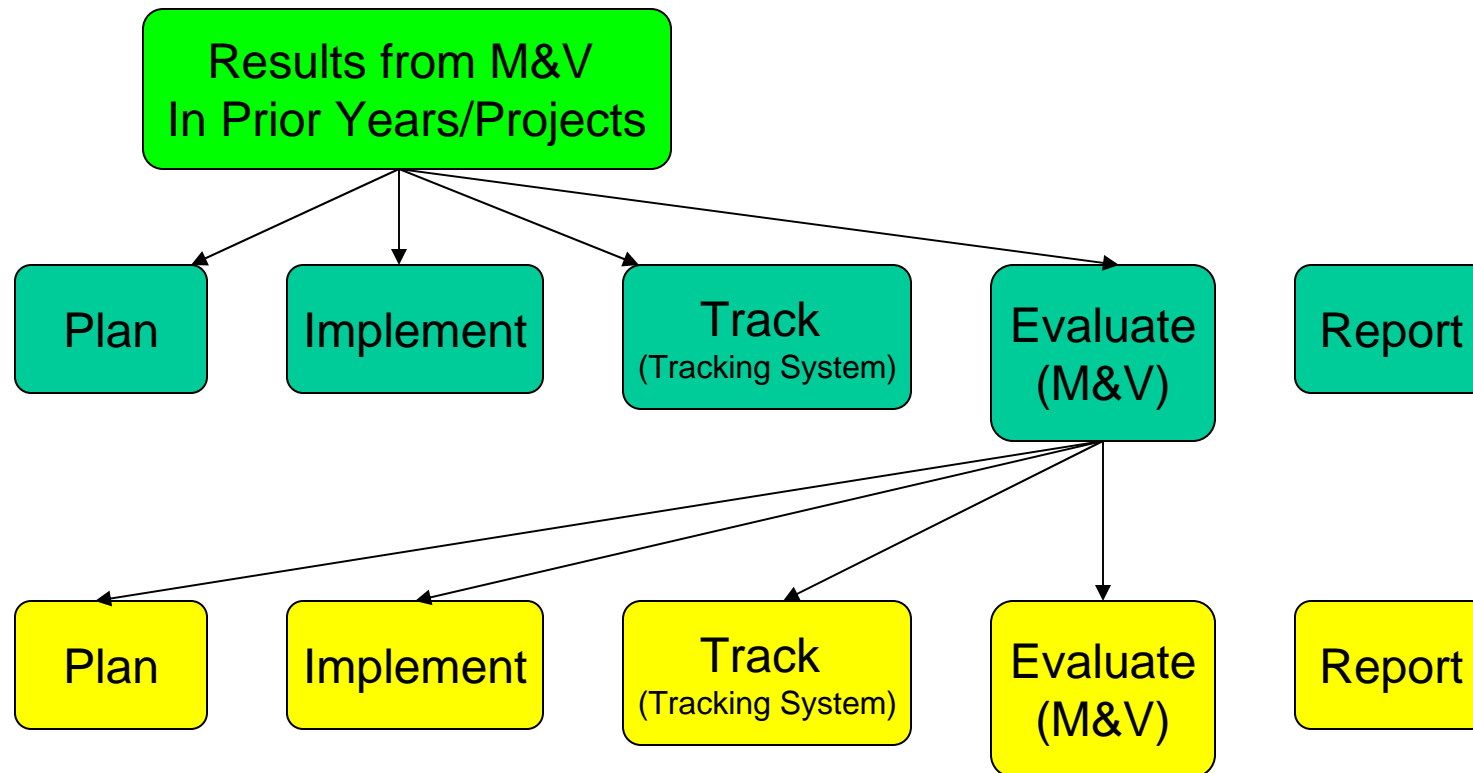 Results from M&V
In Prior Years/Projects
Plan
Implement
Track
(Tracking System)
Evaluate
(M&V)
Report
Plan
Implement
Track
(Tracking System)
Evaluate
(M&V)
Report